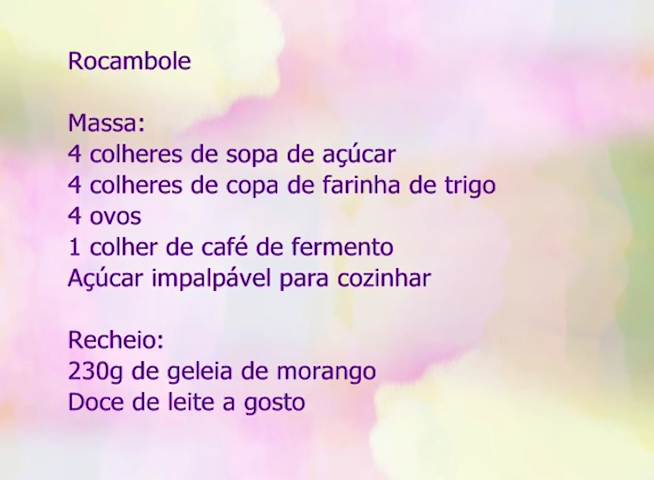 Rocambole
Massa:
4 colheres de sopa de açúcar
4 colheres de copa de farinha de trigo
4 ovos
1 colher de café de fermento
Açúcar impalpável para cozinhar
Recheio:
230g de geleia de morango
Doce de leite a gosto